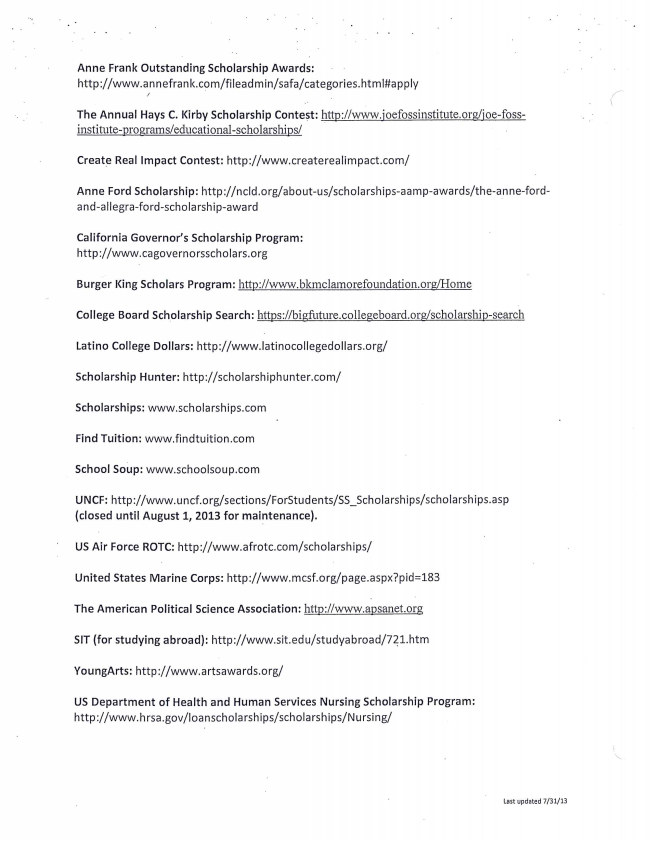 Anne Frank Outstanding Scholarship Awards:
http://www.annefrank.com/fileadmin/safa/categories.html#apply
The Annual Hays C. Kirby Scholarship Contest: http://www.joefossinstitute.org/joe-foss-
institute-programs/educational-scholarships/
Create Real Impact Contest: http://www.createrealimpact.com/
Anne Ford Scholarship: http://ncld.org/about-us/scholarships-aamp-awards/the-anne-ford-
and-allegra-ford-scholarship-award
California Governor's Scholarship Program:
http://www.cagovernorsscholars.org
Burger King Scholars Program: http://www.bkmclamorefoundation.org/Home
College Board Scholarship Search: https://bigfuture.collegeboard.org/scholarship-search
Latino College Dollars: http://www.latinocollegedollars.org/
Scholarship Hunter: http://scholarshiphunter.com/
Scholarships: www.scholarships.com
Find Tuition: www.findtuition.com
School Soup: www.schoolsoup.com
UNCF: http://www.uncf.org/sections/ForStudents/SS_Scholarships/scholarships.asp
(closed until August 1, 2013 for maintenance).
US Air Force ROTC: http://www.afrotc.com/scholarships/
United States Marine Corps: http://www.mcsf.org/page.aspx?pid=183
The American Political Science Association: http://www.apsanet.org
SIT (for studying abroad): http://www.sit.edu/studyabroad/721.htm
YoungArts: http://www.artsawards.org/
US Department of Health and Human Services Nursing Scholarship Program:
http://www.hrsa.gov/loanscholarships/scholarships/Nursing/
Last updated 7/31/13